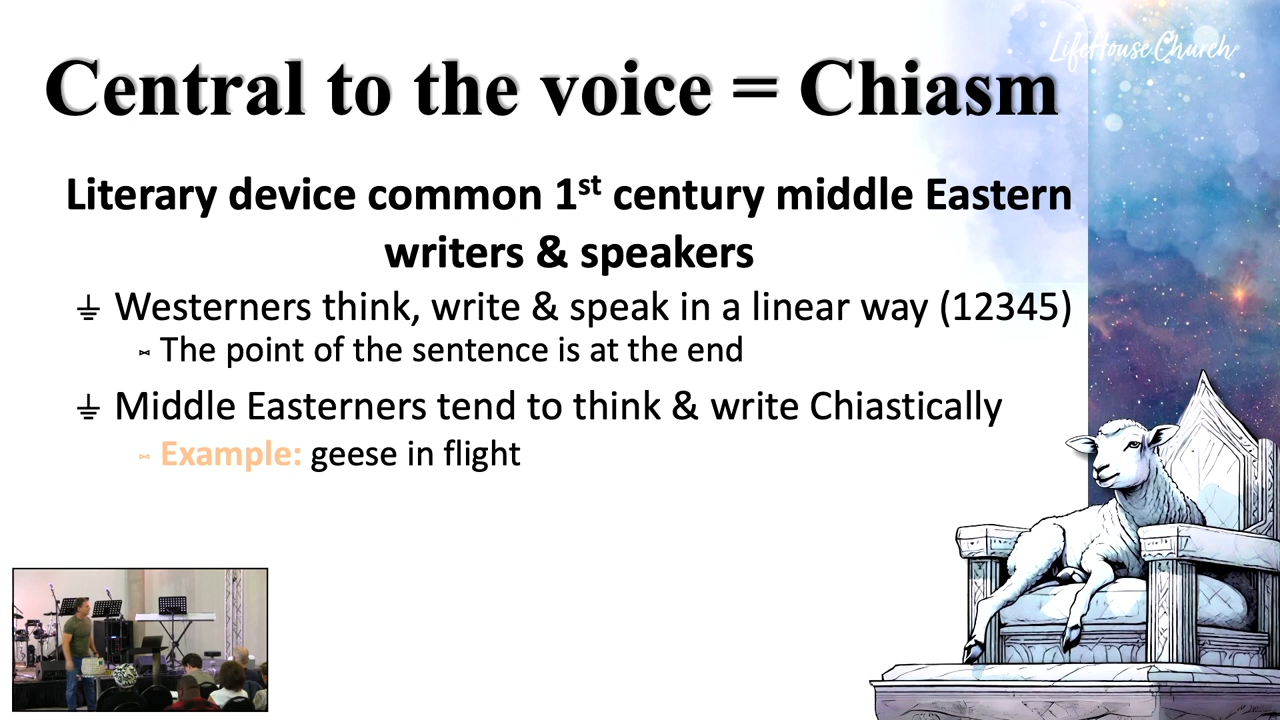 LifeHouse Church
Central to the voice = Chiasm
Literary device common 1st century middle Eastern
writers & speakers
Westerners think, write & speak in a linear way (12345)
The point of the sentence is at the end
Middle Easterners tend to think & write Chiastically
Example: geese in flight